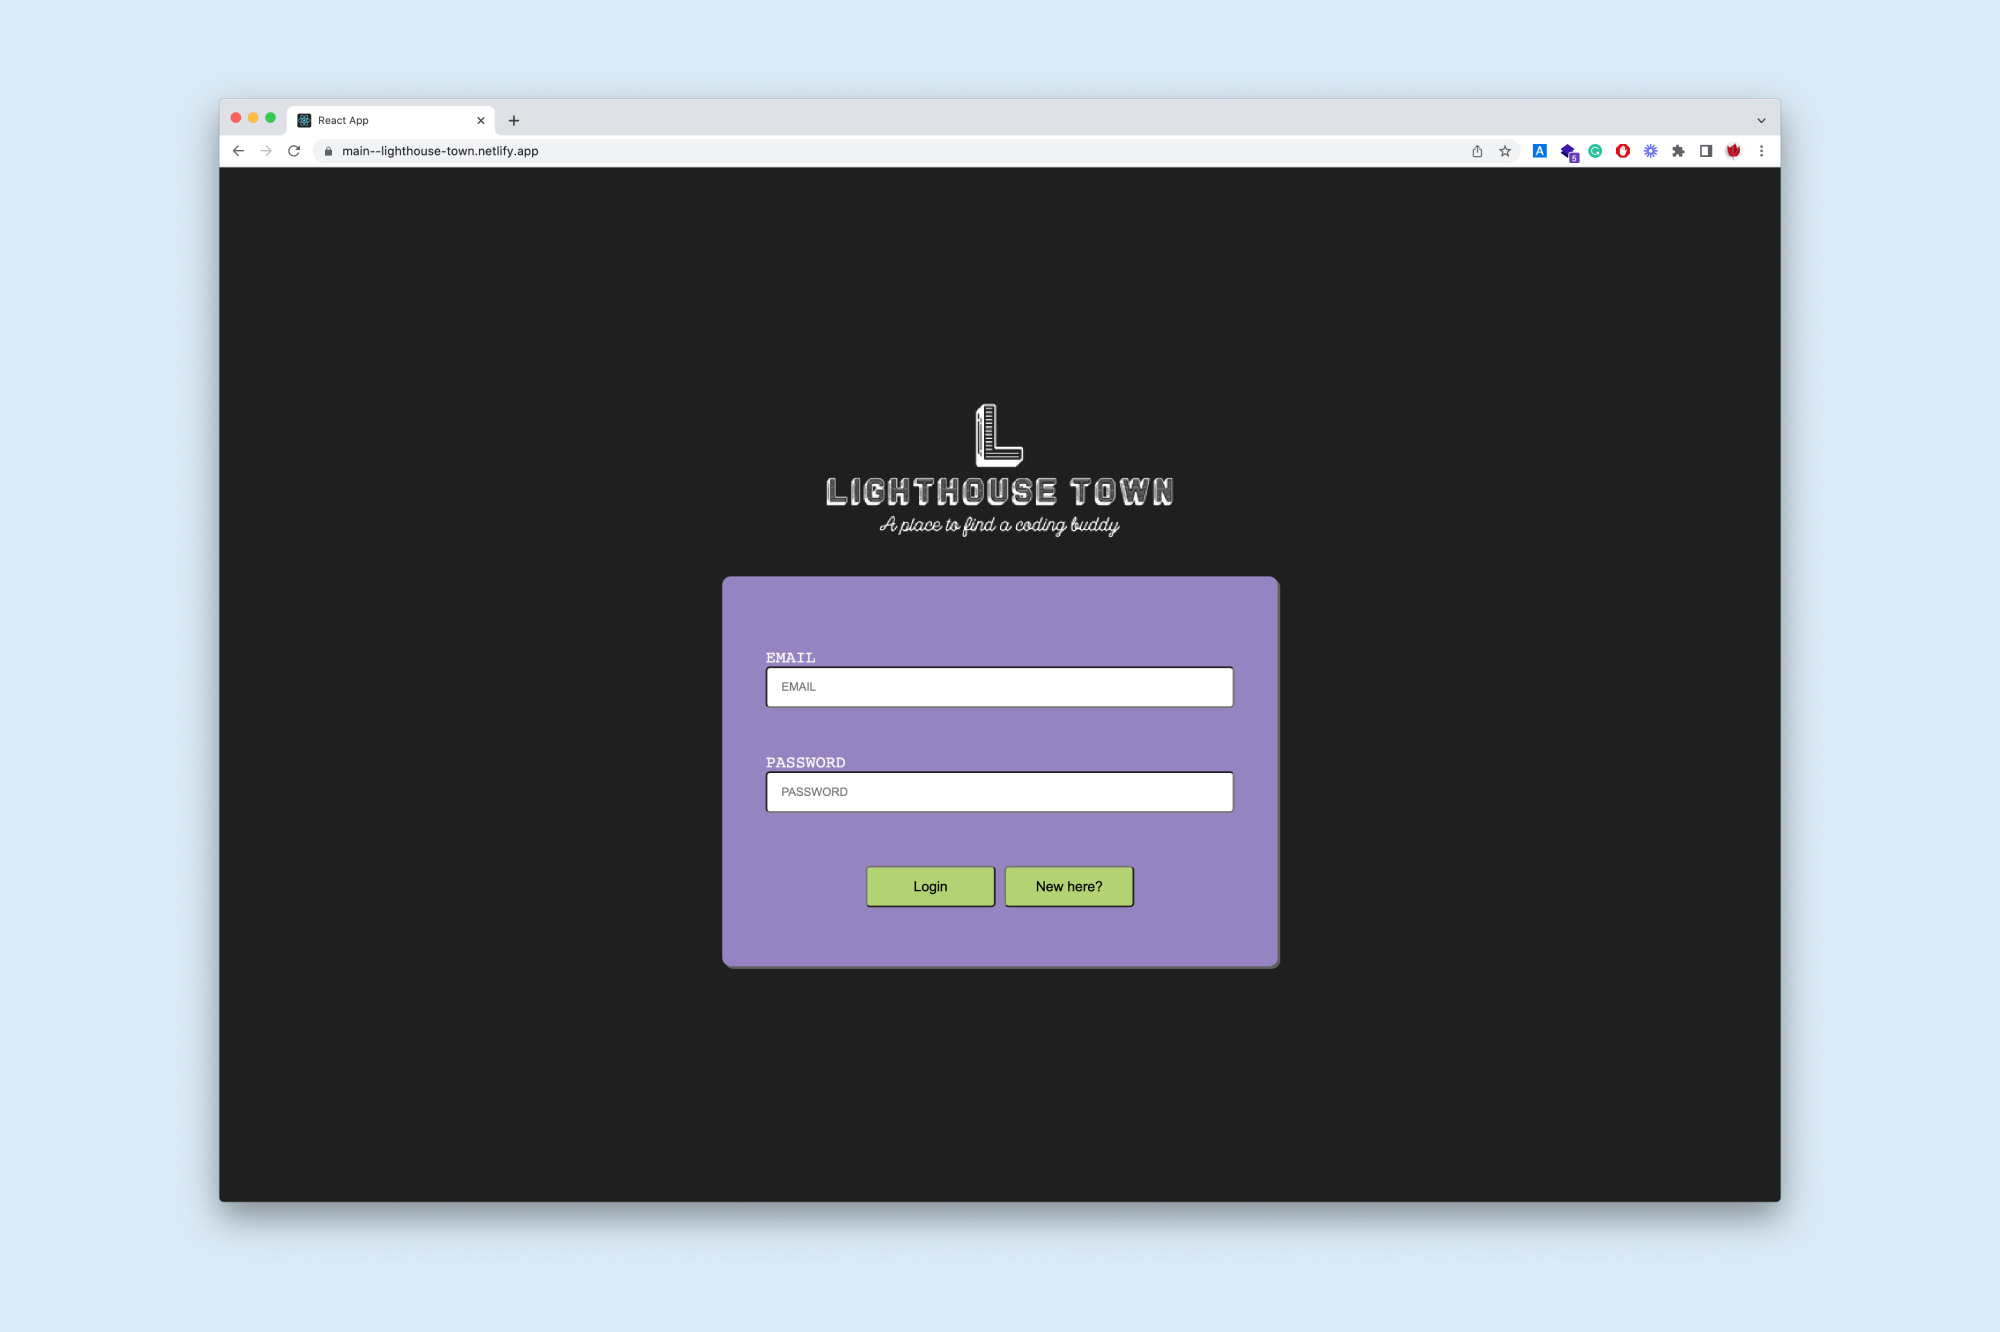 React App
main--lighthouse-town.netlify.app
A
5
L
LIGHTHOUSE TOWN
A place to find a coding buddy
EMAIL
EMAIL
PASSWORD
PASSWORD
Login New here?